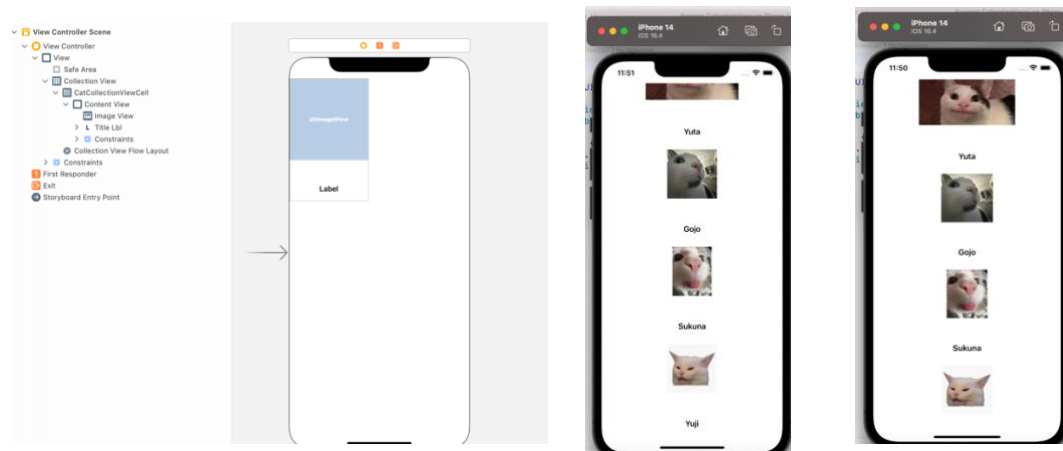 View Controller Scene
View Controller
View
Safe Area
Collection View
CatCollectionViewCell
Content View
Image View
L Title Lbl
Constraints
Collection View Flow Layout
Constraints
First Responder
Exit
Storyboard Entry Point
UIImageView
Label
iPhone 14
iOS 16.4
11:51
Yuta
Gojo
Sukuna
Yuji
iPhone 14
iOS 16.4
11:50
Yuta
Gojo
Sukuna